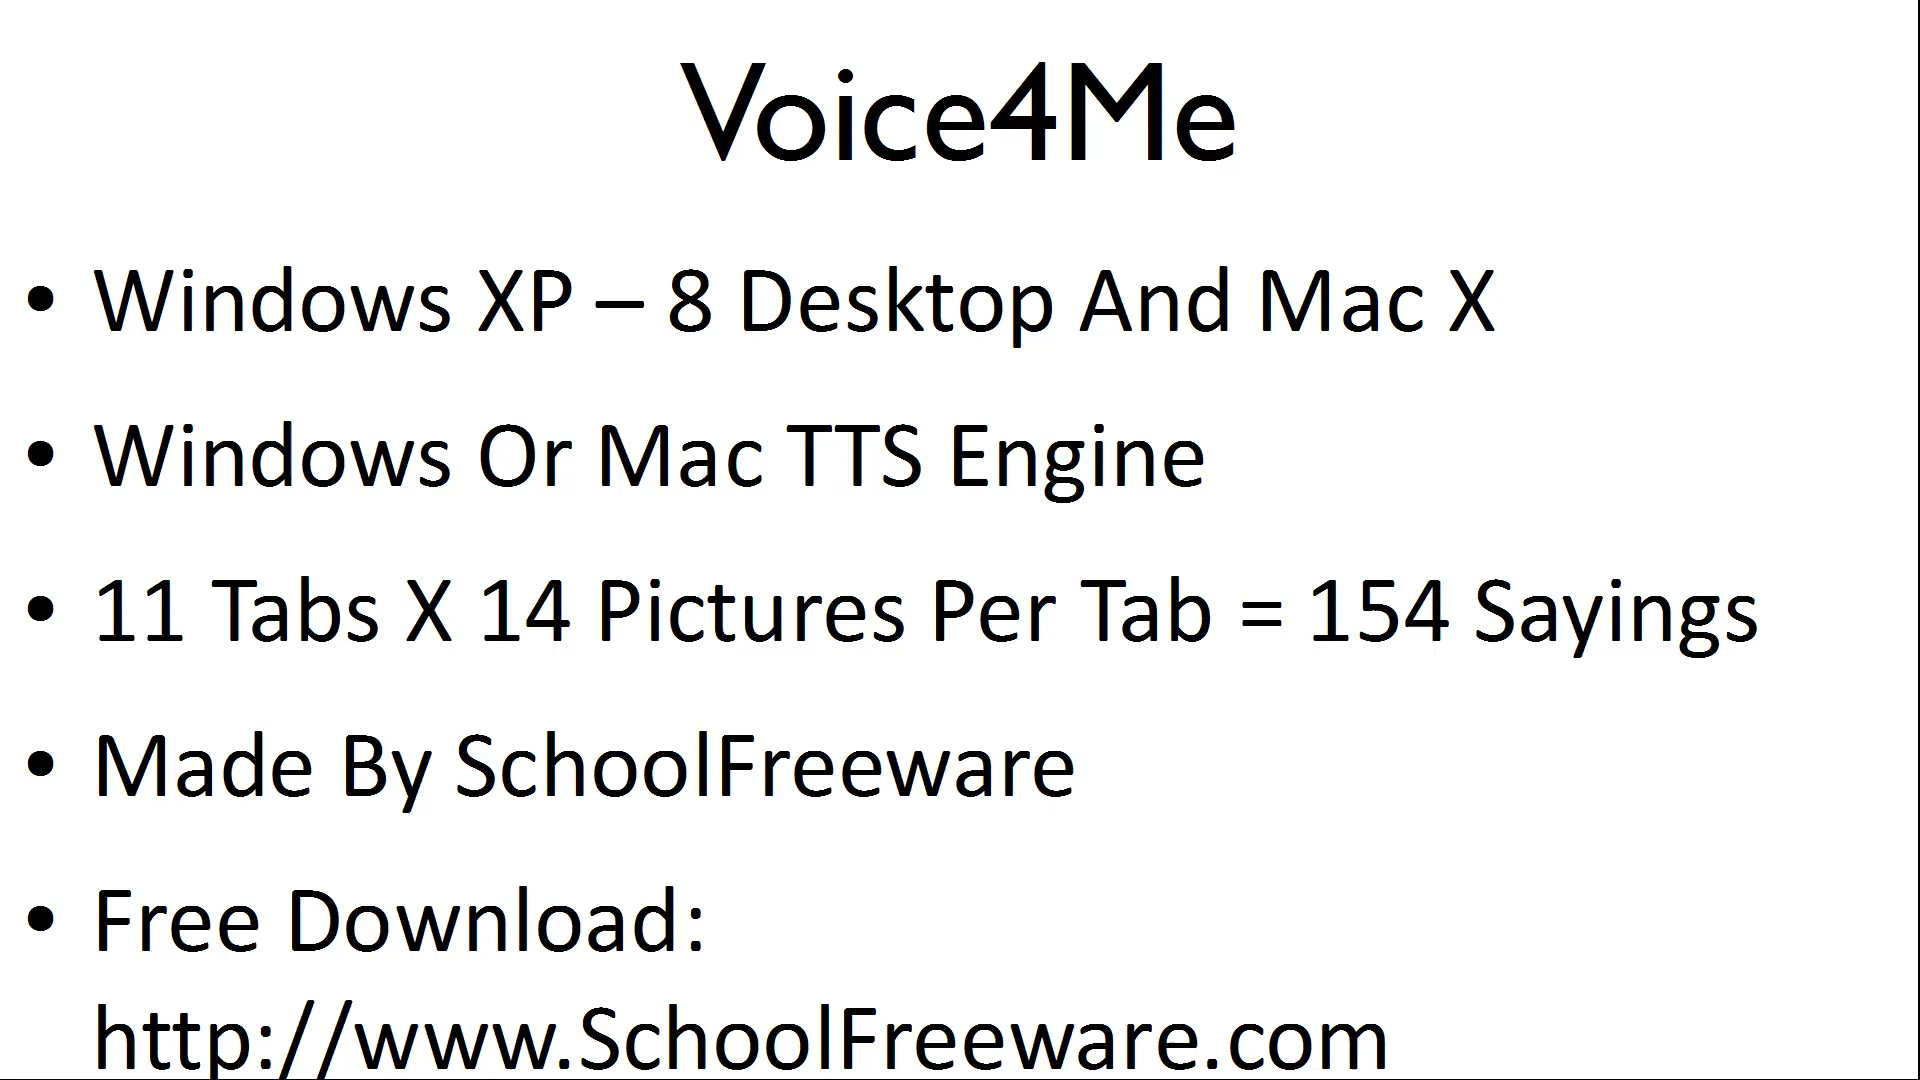 Voice4Me
• Windows XP – 8 Desktop And Mac X
• Windows Or Mac TTS Engine
• 11 Tabs X 14 Pictures Per Tab = 154 Sayings
• Made By SchoolFreeware
• Free Download:
http://www.SchoolFreeware.com